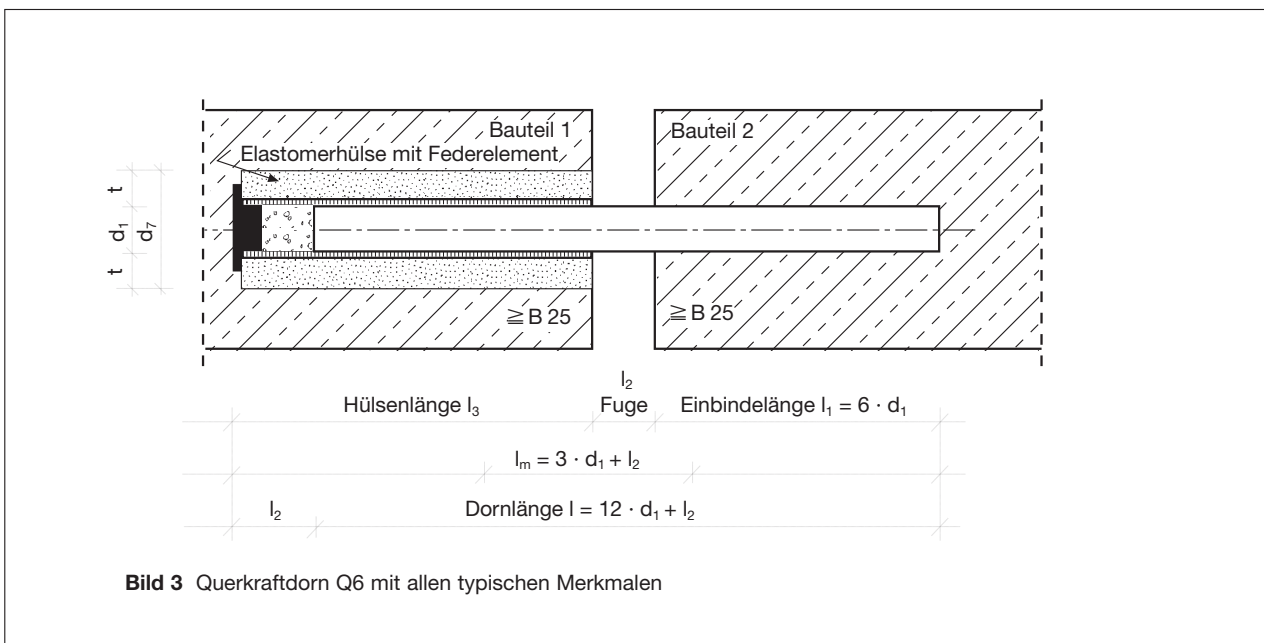 Bauteil 1
Bauteil 2
Elastomerhülse mit Federelement
t
d₁
d₇
t
≧ B 25
≧ B 25
l₂
Hülsenlänge l₃
Fuge
Einbindelänge l₁ = 6 · d₁
lₘ = 3 · d₁ + l₂
l₂
Dornlänge l = 12 · d₁ + l₂
Bild 3 Querkraftdorn Q6 mit allen typischen Merkmalen